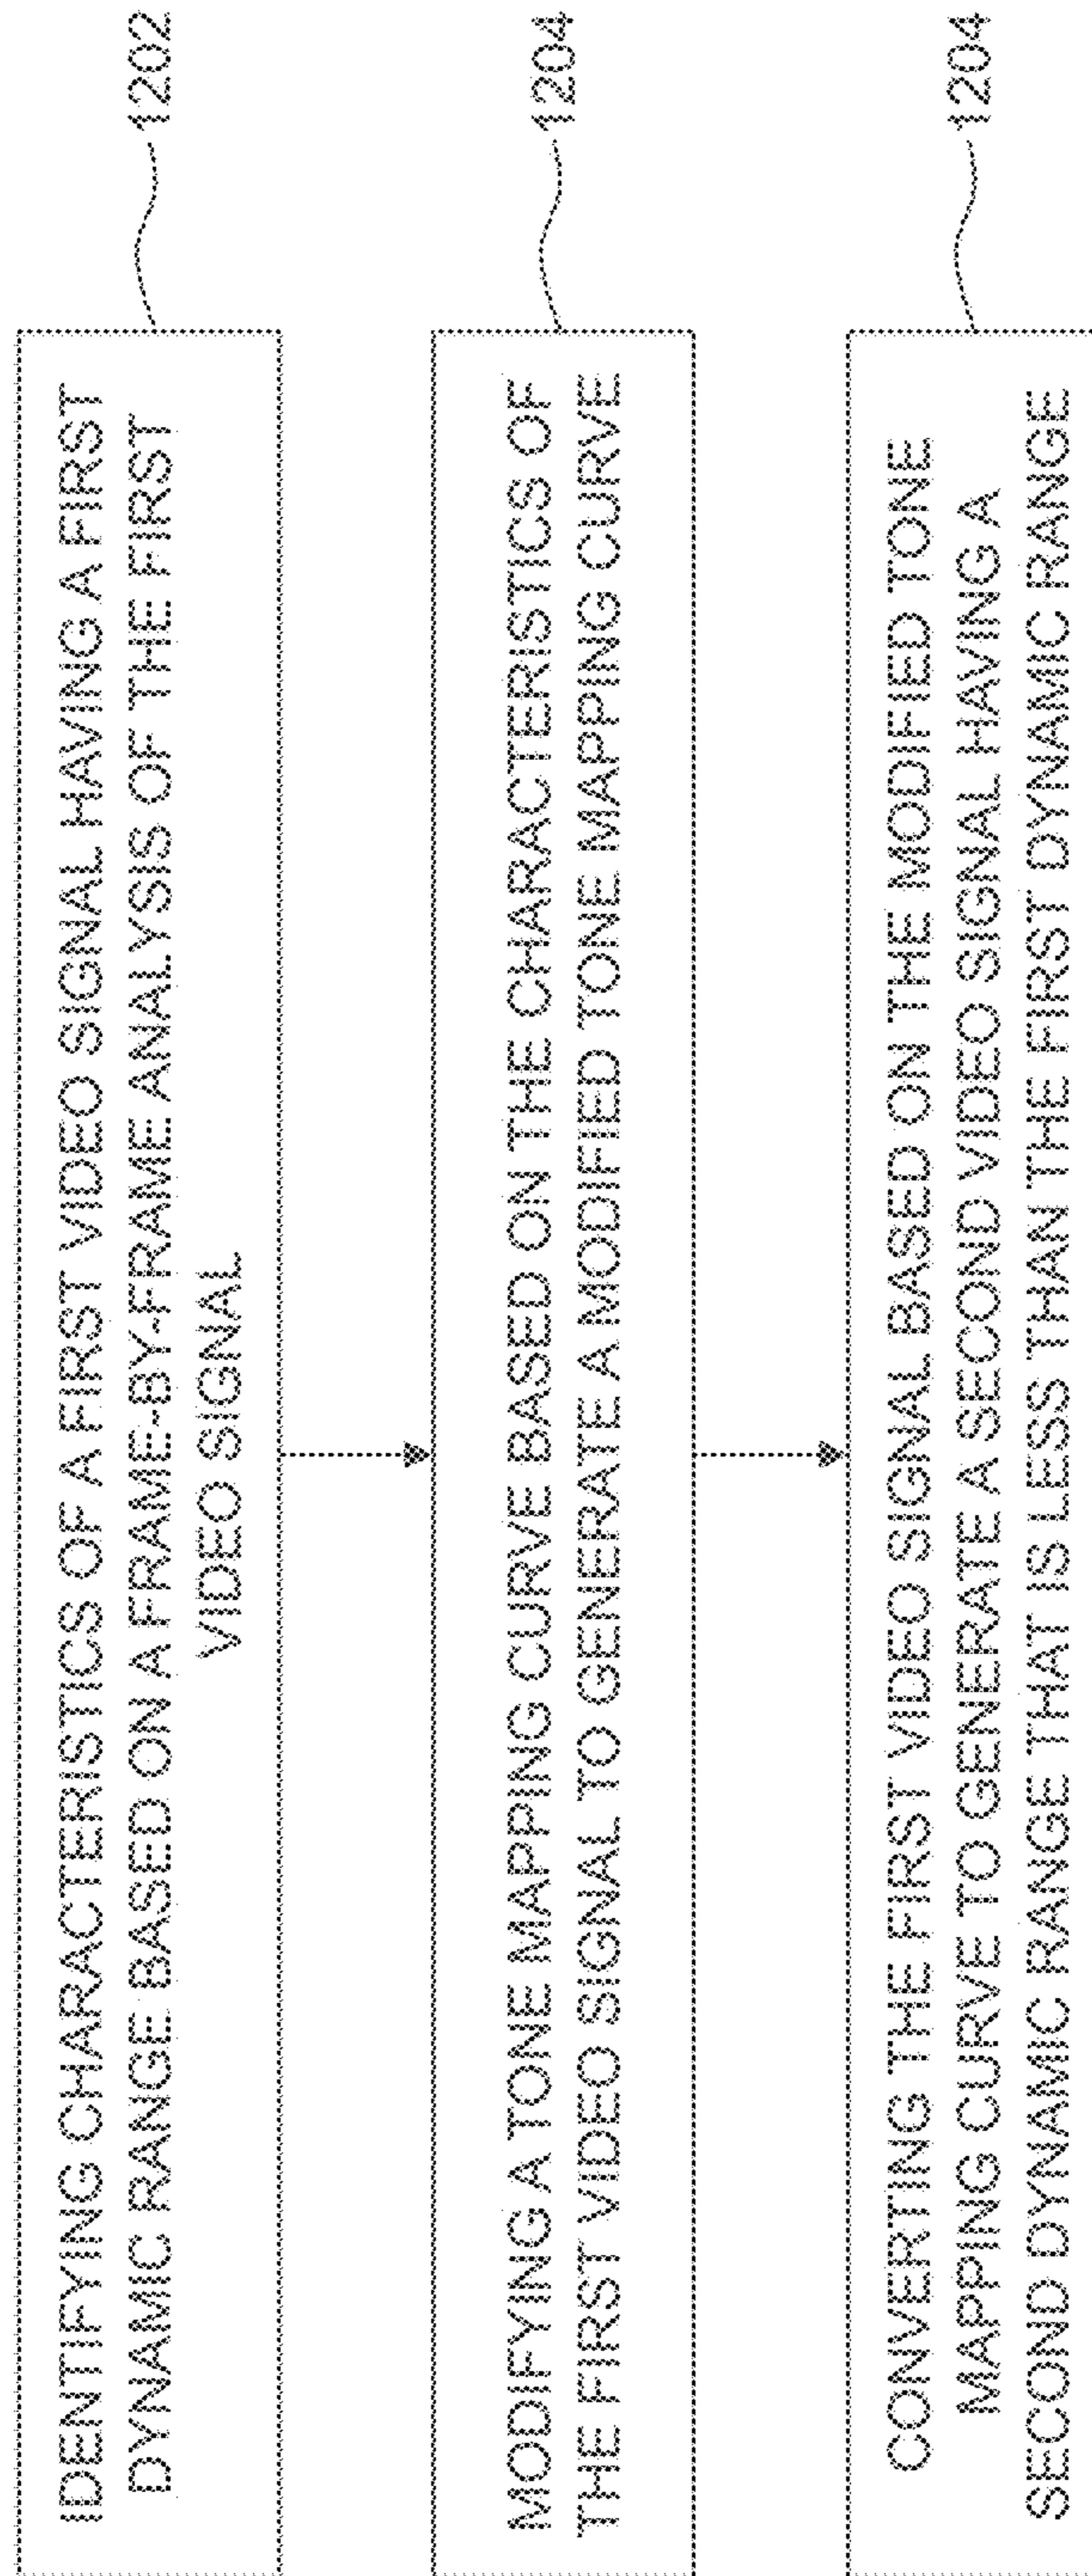 IDENTIFYING CHARACTERISTICS OF A FIRST VIDEO SIGNAL HAVING A FIRST
DYNAMIC RANGE BASED ON A FRAME-BY-FRAME ANALYSIS OF THE FIRST
VIDEO SIGNAL
1202
MODIFYING A TONE MAPPING CURVE BASED ON THE CHARACTERISTICS OF
THE FIRST VIDEO SIGNAL TO GENERATE A MODIFIED TONE MAPPING CURVE
1204
CONVERTING THE FIRST VIDEO SIGNAL BASED ON THE MODIFIED TONE
MAPPING CURVE TO GENERATE A SECOND VIDEO SIGNAL HAVING A
SECOND DYNAMIC RANGE THAT IS LESS THAN THE FIRST DYNAMIC RANGE
1204